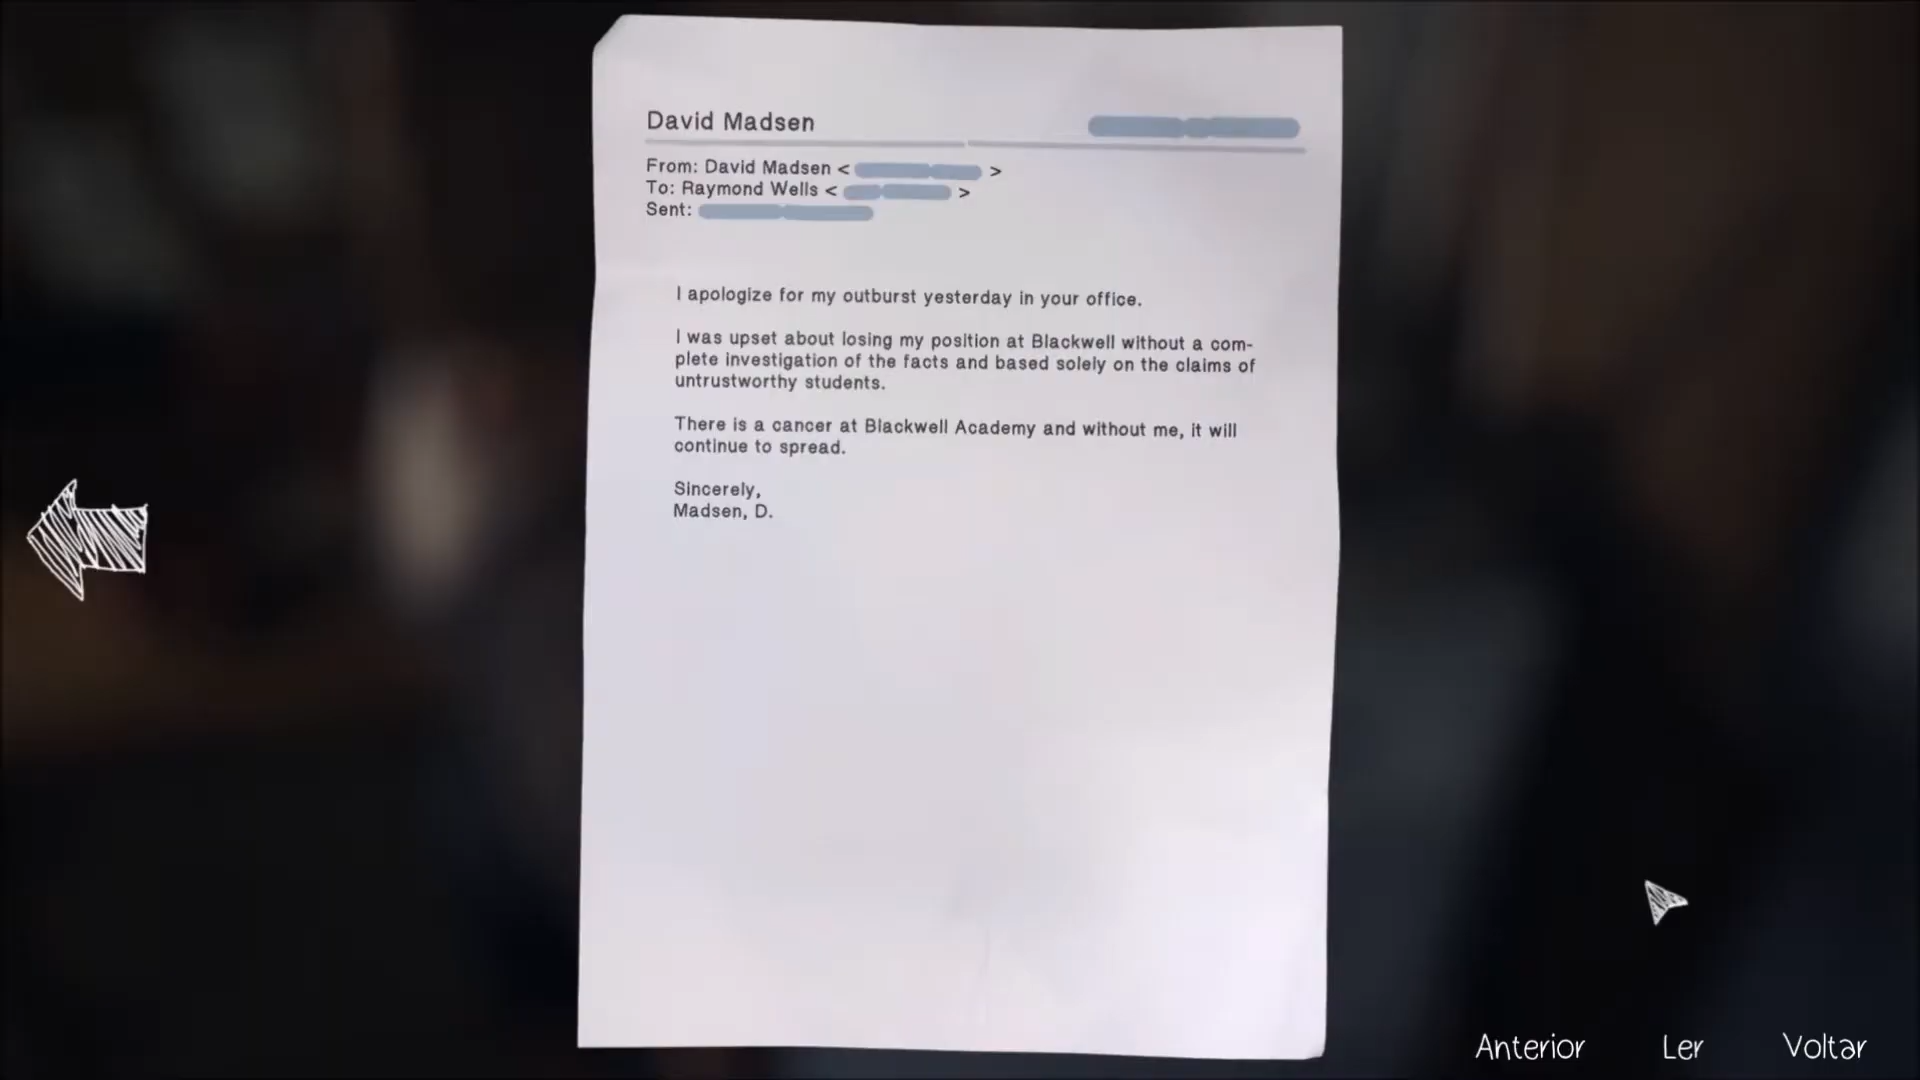 David Madsen
From: David Madsen < >
To: Raymond Wells < >
Sent:
I apologize for my outburst yesterday in your office.
I was upset about losing my position at Blackwell without a com-
plete investigation of the facts and based solely on the claims of
untrustworthy students.
There is a cancer at Blackwell Academy and without me, it will
continue to spread.
Sincerely,
Madsen, D.
Anterior Ler Voltar